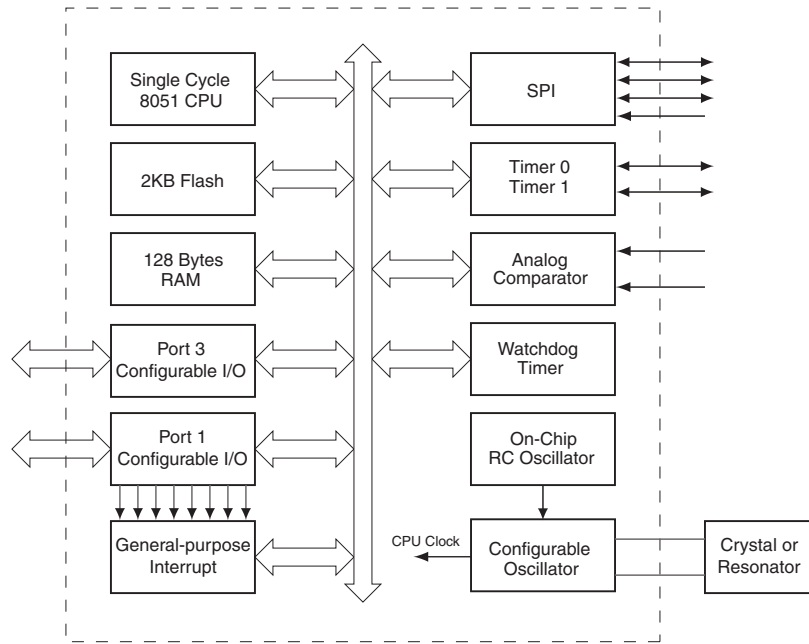 Single Cycle
8051 CPU
SPI
2KB Flash
Timer 0
Timer 1
128 Bytes
RAM
Analog
Comparator
Port 3
Configurable I/O
Watchdog
Timer
Port 1
Configurable I/O
On-Chip
RC Oscillator
General-purpose
Interrupt
CPU Clock
Configurable
Oscillator
Crystal or
Resonator